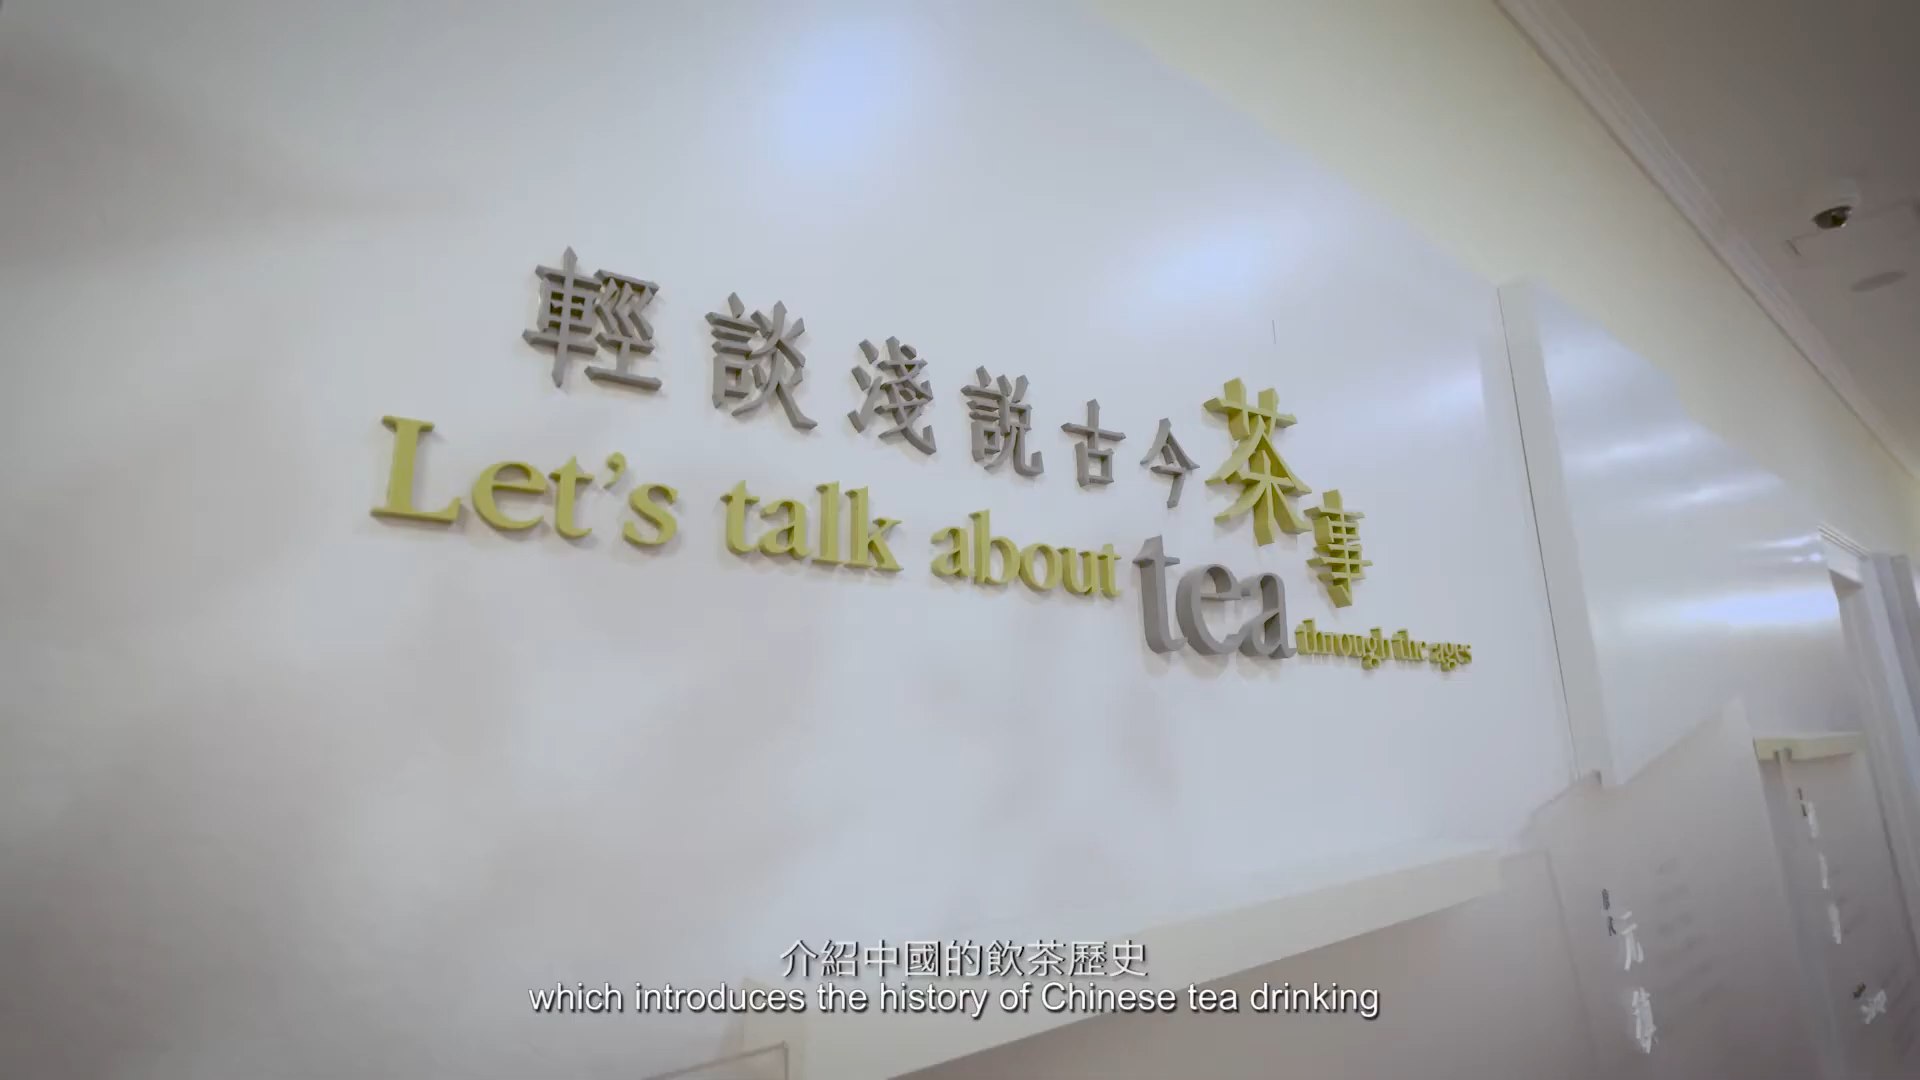 輕談淺説古今茶事
Let's talk about tea through the ages
介紹中國的飲茶歷史
which introduces the history of Chinese tea drinking